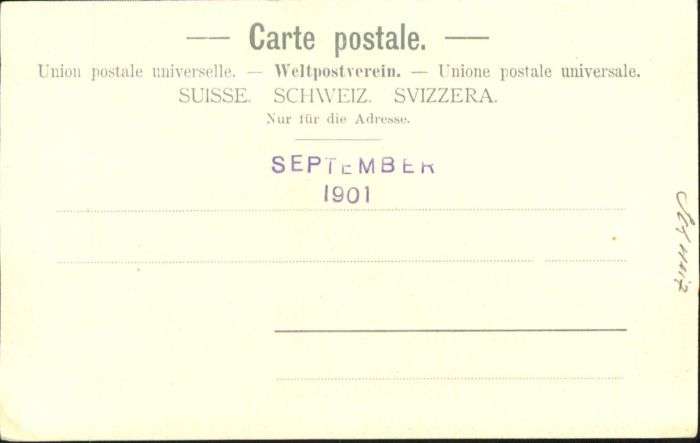 — Carte postale. —
Union postale universelle. — Weltpostverein. — Unione postale universale.
SUISSE. SCHWEIZ. SVIZZERA.
Nur für die Adresse.
SEPTEMBER
1901